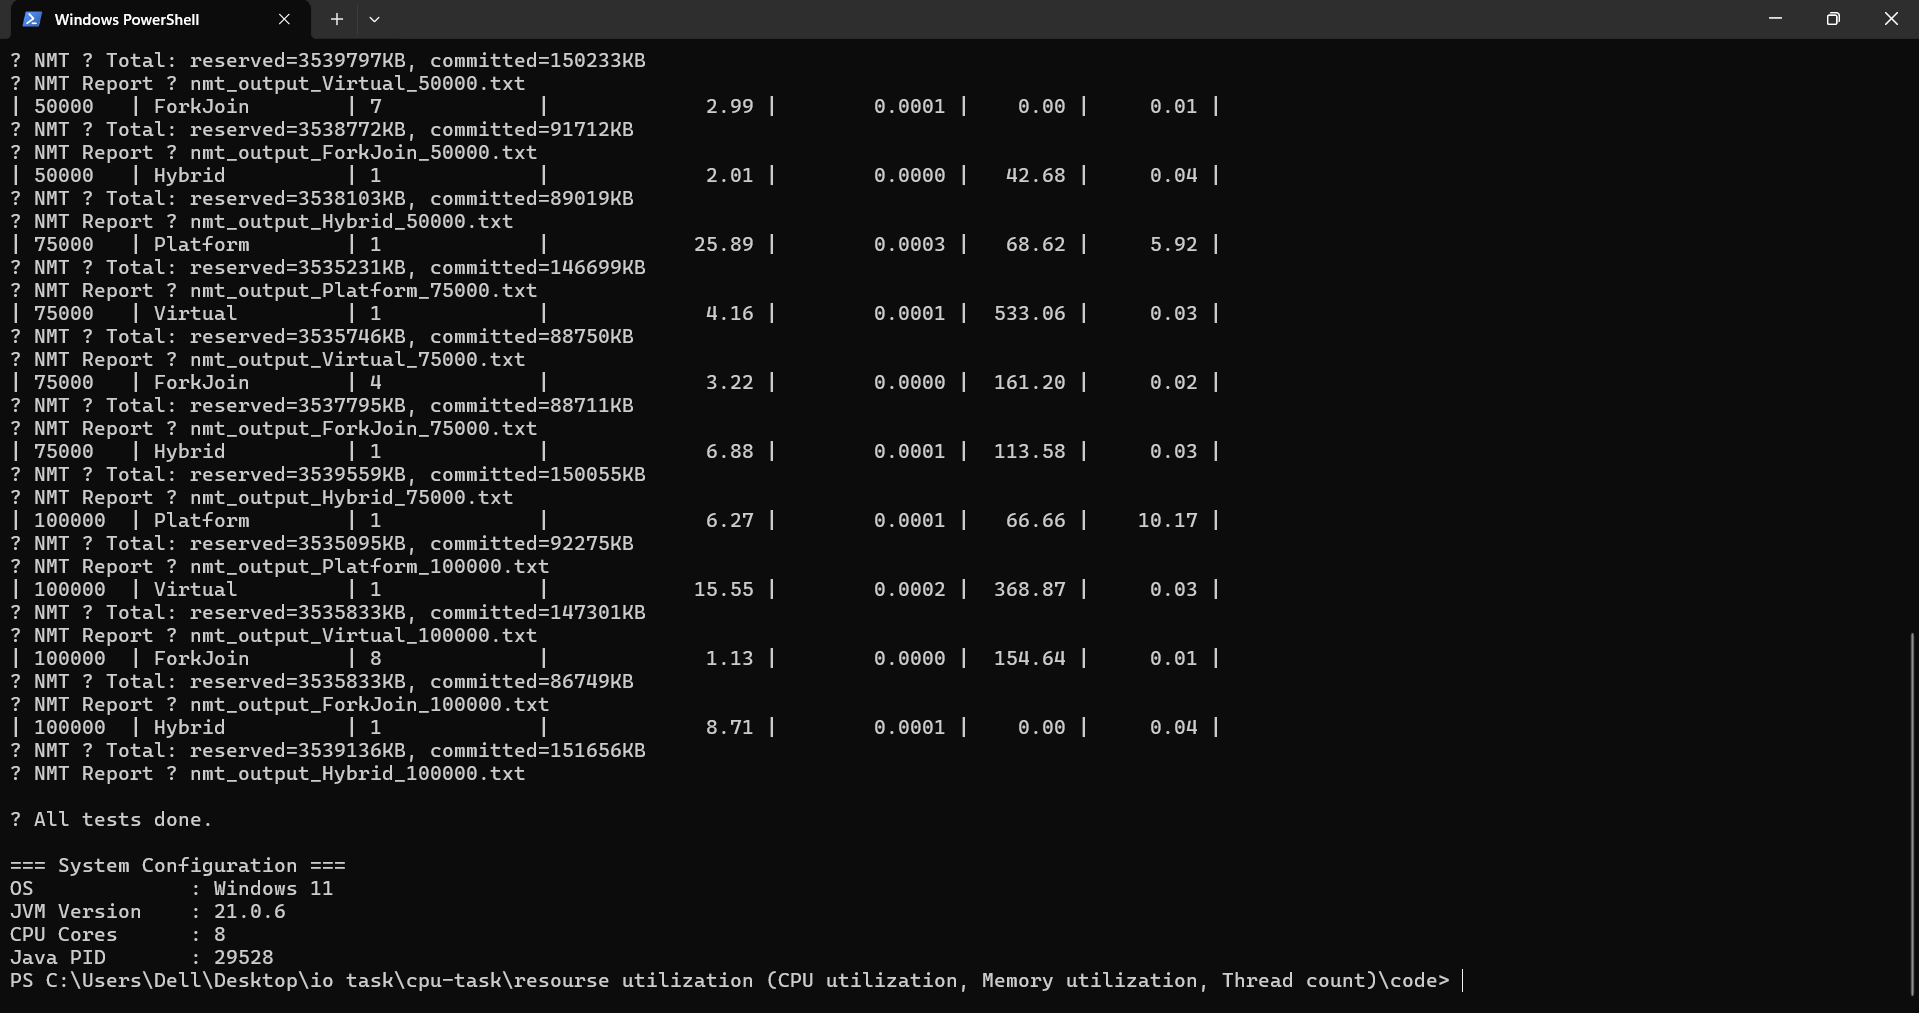 Windows PowerShell
? NMT ? Total: reserved=3539797KB, committed=150233KB
? NMT Report ? nmt_output_Virtual_50000.txt
| 50000   | ForkJoin        | 7             |             2.99 |        0.0001 |    0.00 |     0.01 |
? NMT ? Total: reserved=3538772KB, committed=91712KB
? NMT Report ? nmt_output_ForkJoin_50000.txt
| 50000   | Hybrid          | 1             |             2.01 |        0.0000 |   42.68 |     0.04 |
? NMT ? Total: reserved=3538103KB, committed=89019KB
? NMT Report ? nmt_output_Hybrid_50000.txt
| 75000   | Platform        | 1             |            25.89 |        0.0003 |   68.62 |     5.92 |
? NMT ? Total: reserved=3535231KB, committed=146699KB
? NMT Report ? nmt_output_Platform_75000.txt
| 75000   | Virtual         | 1             |             4.16 |        0.0001 |  533.06 |     0.03 |
? NMT ? Total: reserved=3535746KB, committed=88750KB
? NMT Report ? nmt_output_Virtual_75000.txt
| 75000   | ForkJoin        | 4             |             3.22 |        0.0000 |  161.20 |     0.02 |
? NMT ? Total: reserved=3537795KB, committed=88711KB
? NMT Report ? nmt_output_ForkJoin_75000.txt
| 75000   | Hybrid          | 1             |             6.88 |        0.0001 |  113.58 |     0.03 |
? NMT ? Total: reserved=3539559KB, committed=150055KB
? NMT Report ? nmt_output_Hybrid_75000.txt
| 100000  | Platform        | 1             |             6.27 |        0.0001 |   66.66 |    10.17 |
? NMT ? Total: reserved=3535095KB, committed=92275KB
? NMT Report ? nmt_output_Platform_100000.txt
| 100000  | Virtual         | 1             |            15.55 |        0.0002 |  368.87 |     0.03 |
? NMT ? Total: reserved=3535833KB, committed=147301KB
? NMT Report ? nmt_output_Virtual_100000.txt
| 100000  | ForkJoin        | 8             |             1.13 |        0.0000 |  154.64 |     0.01 |
? NMT ? Total: reserved=3535833KB, committed=86749KB
? NMT Report ? nmt_output_ForkJoin_100000.txt
| 100000  | Hybrid          | 1             |             8.71 |        0.0001 |    0.00 |     0.04 |
? NMT ? Total: reserved=3539136KB, committed=151656KB
? NMT Report ? nmt_output_Hybrid_100000.txt
? All tests done.
=== System Configuration ===
OS             : Windows 11
JVM Version    : 21.0.6
CPU Cores      : 8
Java PID       : 29528
PS C:\Users\Dell\Desktop\io task\cpu-task\resourse utilization (CPU utilization, Memory utilization, Thread count)\code>